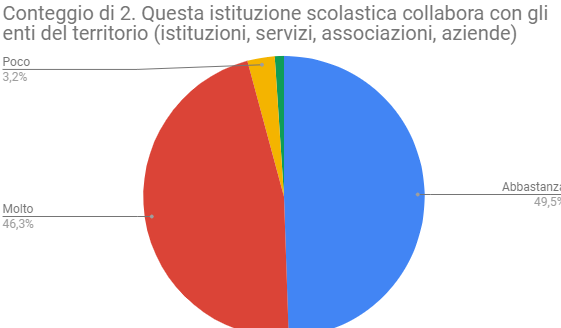 Conteggio di 2. Questa istituzione scolastica collabora con gli
enti del territorio (istituzioni, servizi, associazioni, aziende)
Poco
3,2%
Abbastanza
49,5%
Molto
46,3%